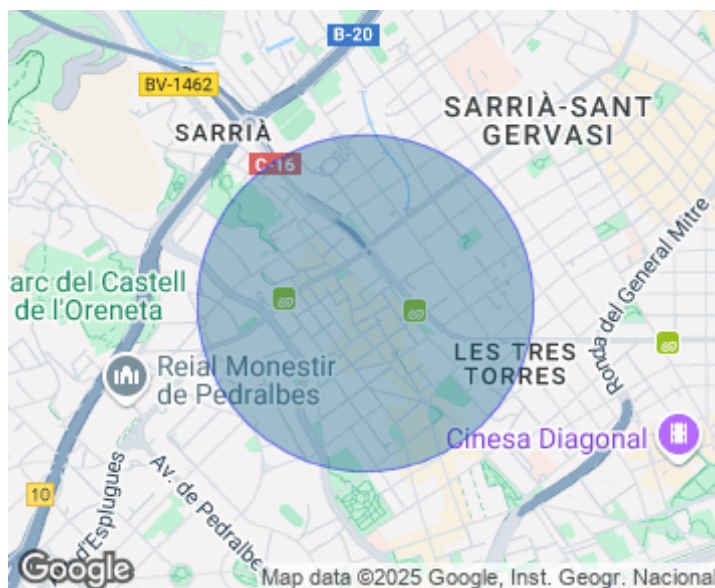 B-20
BV-1462
SARRIÀ-SANT
GERVASI
SARRIÀ
C-16
Ronda del General Mitre
arc del Castell
de l'Oreneta
LES TRES
TORRES
Reial Monestir
de Pedralbes
Cinesa Diagonal
10
Av. de Pedralbe
d'Esplugues
Google
Map data ©2025 Google, Inst. Geogr. Nacional